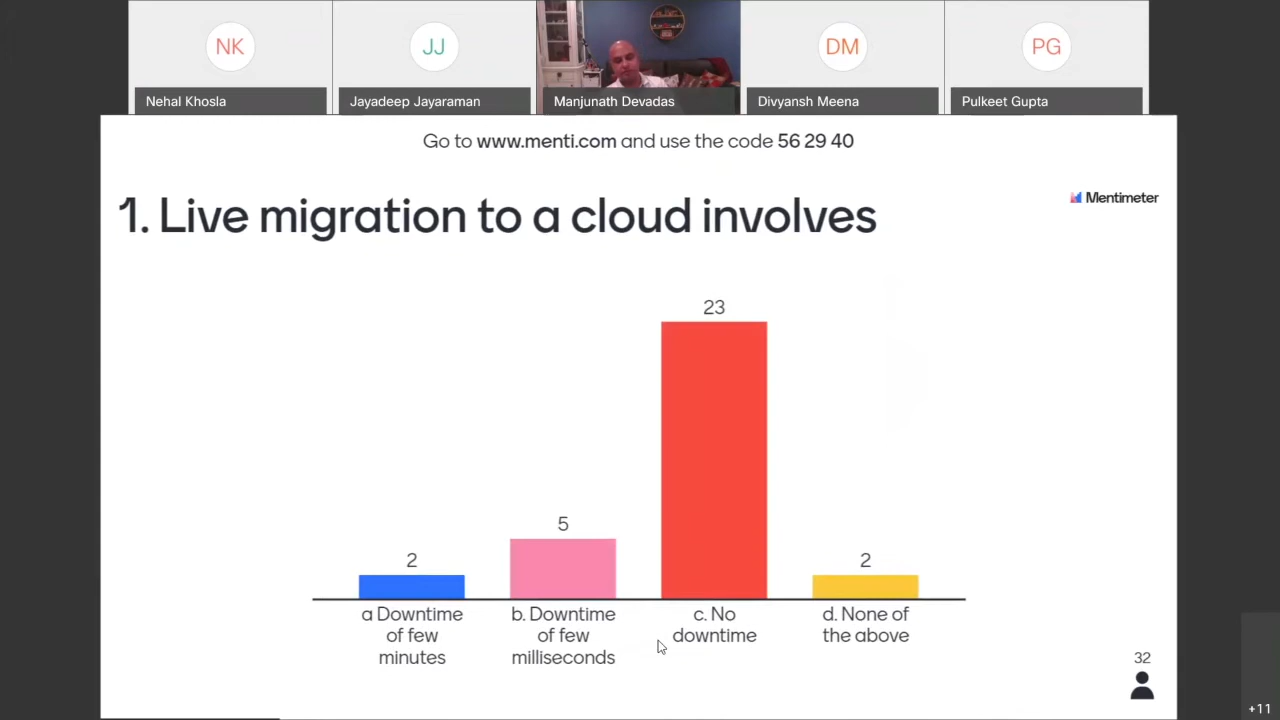 NK
JJ
DM
PG
Nehal Khosla
Jayadeep Jayaraman
Manjunath Devadas
Divyansh Meena
Pulkeet Gupta
Go to www.menti.com and use the code 56 29 40
Mentimeter
1. Live migration to a cloud involves
23
5
2
2
a Downtime
of few
minutes
b. Downtime
of few
milliseconds
c. No
downtime
d. None of
the above
32
+11